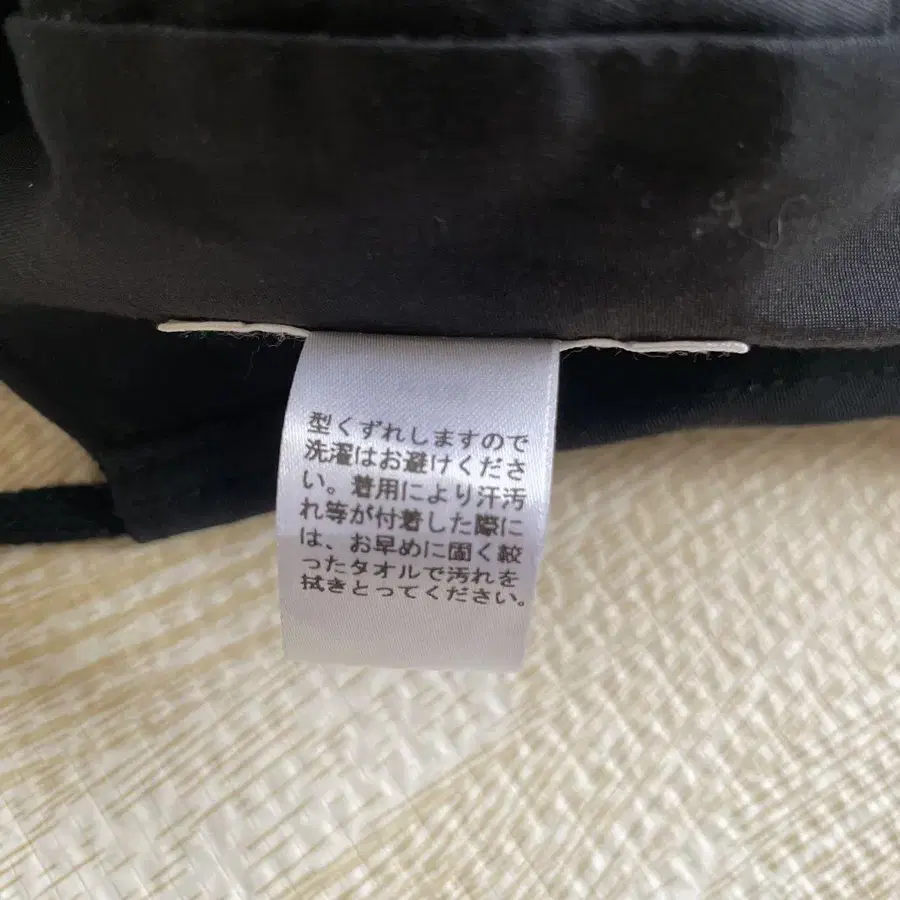 型くずれしますので
洗濯はお避けくださ
い。着用により汗汚
れ等が付着した際に
は、お早めに固く絞
ったタオルで汚れを
拭きとってください。